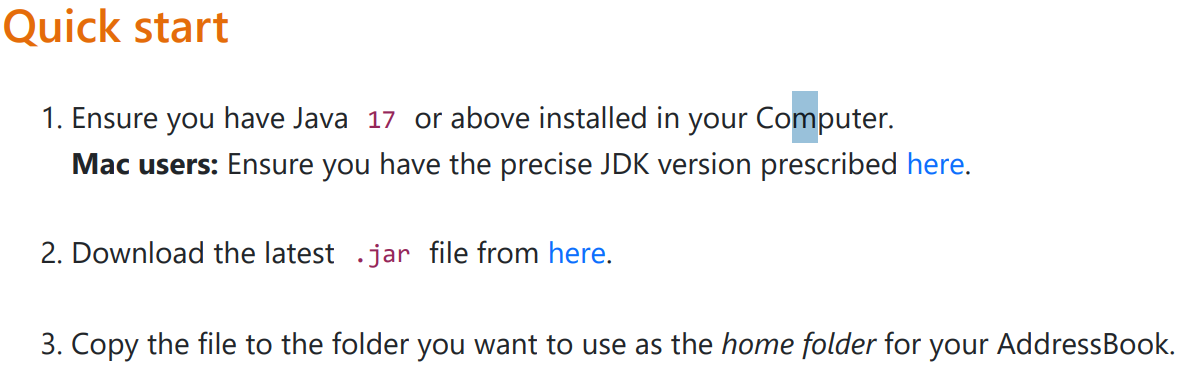 Quick start
1. Ensure you have Java 17 or above installed in your Computer.
Mac users: Ensure you have the precise JDK version prescribed here.
2. Download the latest .jar file from here.
3. Copy the file to the folder you want to use as the home folder for your AddressBook.